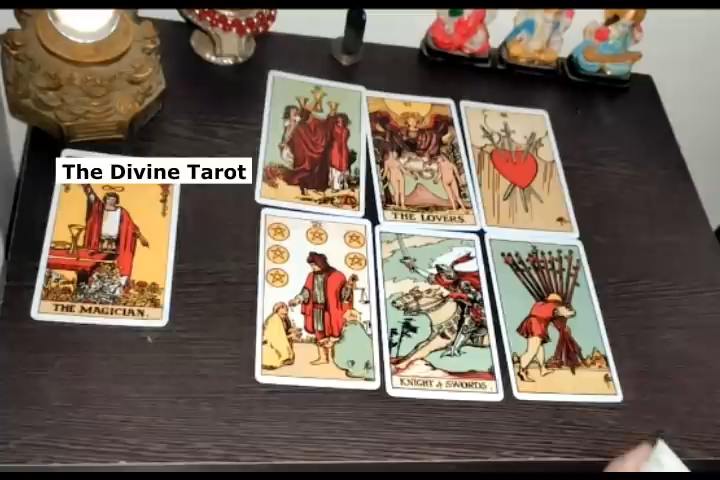 The Divine Tarot
THE MAGICIAN.
THE LOVERS.
KNIGHT of SWORDS.